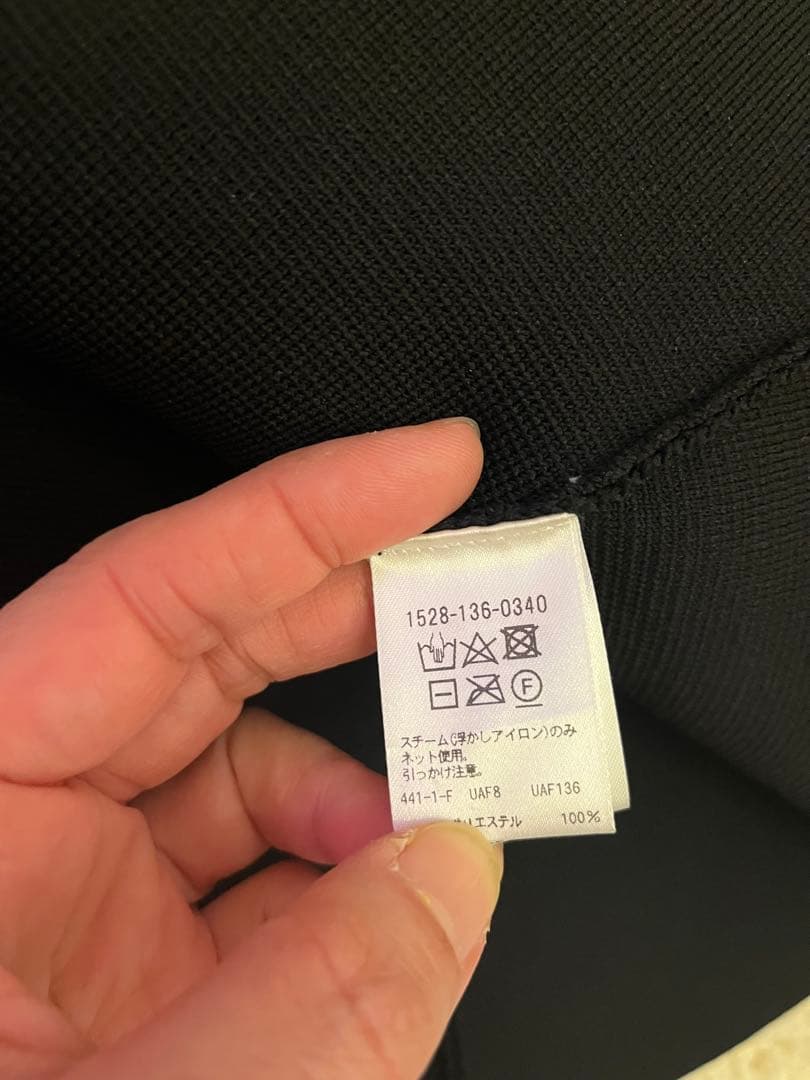 1528-136-0340
F
スチーム(浮かしアイロン)のみ
ネット使用。
引っかけ注意。
441-1-F UAF8 UAF136
リエステル 100%